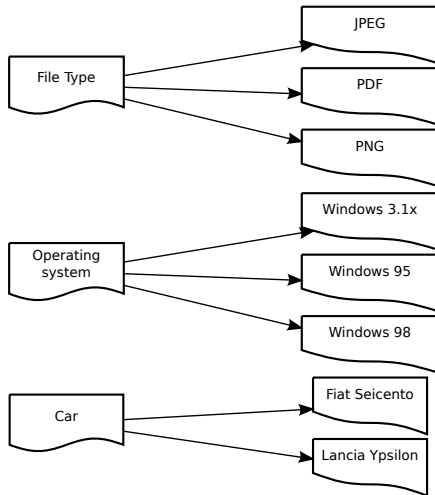 File Type
JPEG
PDF
PNG
Operating
system
Windows 3.1x
Windows 95
Windows 98
Car
Fiat Seicento
Lancia Ypsilon